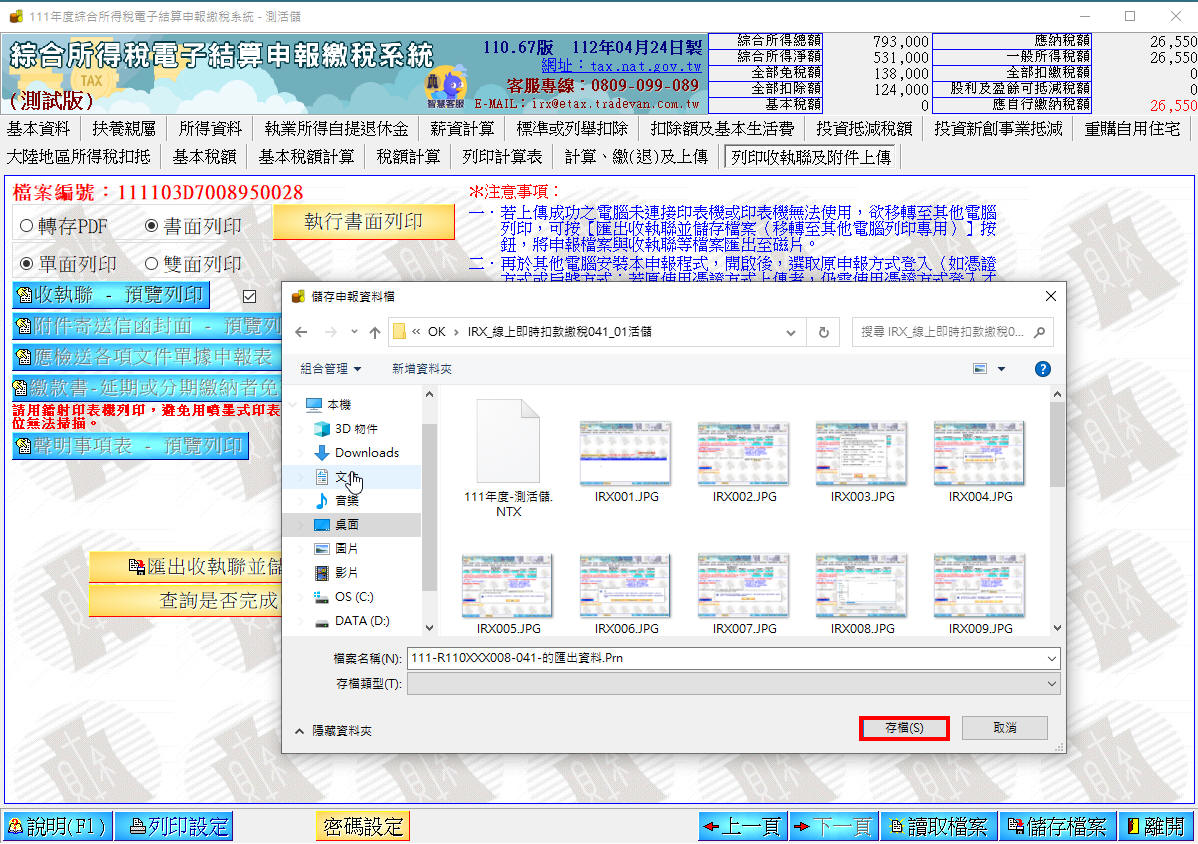 111年度綜合所得稅電子結算申報繳稅系統 - 測活儲
綜合所得稅電子結算申報繳稅系統
TAX
(測試版)
智慧客服
110.67版 112年04月24日製
網址：tax.nat.gov.tw
客服專線：0809-099-089
E-MAIL：irx@etax.tradevan.com.tw
綜合所得總額 793,000 應納稅額 26,550
綜合所得淨額 531,000 一般所得稅額 26,550
全部免稅額 138,000 全部扣繳稅額 0
全部扣除額 124,000 股利及盈餘可抵減稅額 0
基本稅額 0 應自行繳納稅額 26,550
基本資料 扶養親屬 所得資料 執業所得自提退休金 薪資計算 標準或列舉扣除 扣除額及基本生活費 投資抵減稅額 投資新創事業抵減 重購自用住宅
大陸地區所得稅扣抵 基本稅額 基本稅額計算 稅額計算 列印計算表 計算、繳(退)及上傳 列印收執聯及附件上傳
檔案編號：111103D7008950028
轉存PDF 書面列印 執行書面列印
單面列印 雙面列印
收執聯 - 預覽列印
附件寄送信函封面 - 預覽列
應檢送各項文件單據申報表
繳款書-延期或分期繳納者免
請用鐳射印表機列印，避免用噴墨式印表
位無法掃描。
聲明事項表 - 預覽列印
匯出收執聯並儲
查詢是否完成
＊注意事項：
一．若上傳成功之電腦未連接印表機或印表機無法使用，欲移轉至其他電腦
列印，可按［匯出收執聯並儲存檔案（移轉至其他電腦列印專用）］按
鈕，將申報檔案與收執聯等檔案匯出至磁片。
二．再於其他電腦安裝本申報程式，開啟後，選取原申報方式登入（如憑證
方式或戶號方式；若原使用憑證方式上傳者，仍需使用憑證方式登入才
儲存申報資料檔
« OK › IRX_線上即時扣款繳稅041_01活儲
搜尋 IRX_線上即時扣款繳稅0...
組合管理 新增資料夾
本機
3D 物件
Downloads
音樂
桌面
圖片
影片
OS (C:)
DATA (D:)
111年度-測活儲.
NTX
IRX001.JPG IRX002.JPG IRX003.JPG IRX004.JPG
IRX005.JPG IRX006.JPG IRX007.JPG IRX008.JPG IRX009.JPG
檔案名稱(N): 111-R110XXX008-041-的匯出資料.Prn
存檔類型(T):
隱藏資料夾 存檔(S) 取消
說明(F1) 列印設定 密碼設定 上一頁 下一頁 讀取檔案 儲存檔案 離開